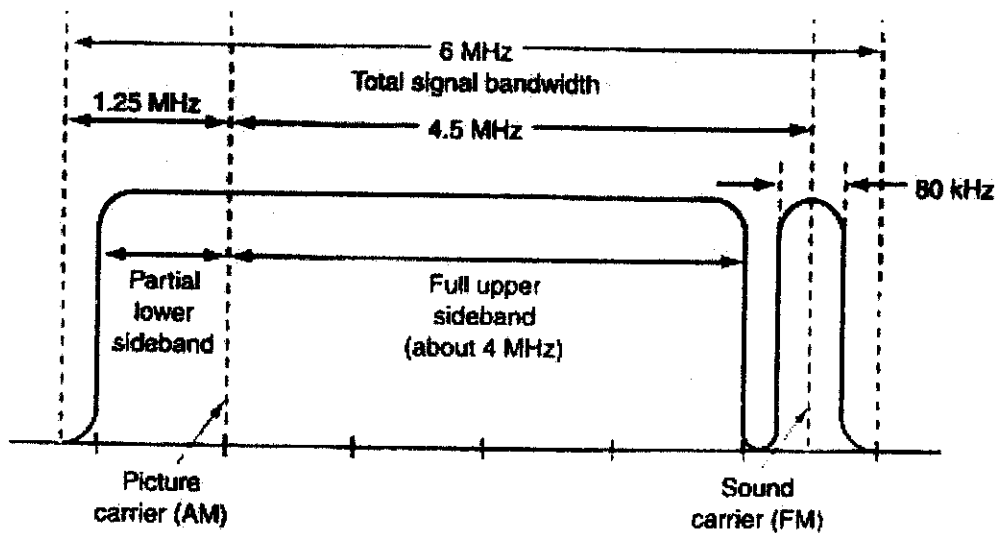 6 MHz
Total signal bandwidth
1.25 MHz
4.5 MHz
80 kHz
Partial
lower
sideband
Full upper
sideband
(about 4 MHz)
Picture
carrier (AM)
Sound
carrier (FM)